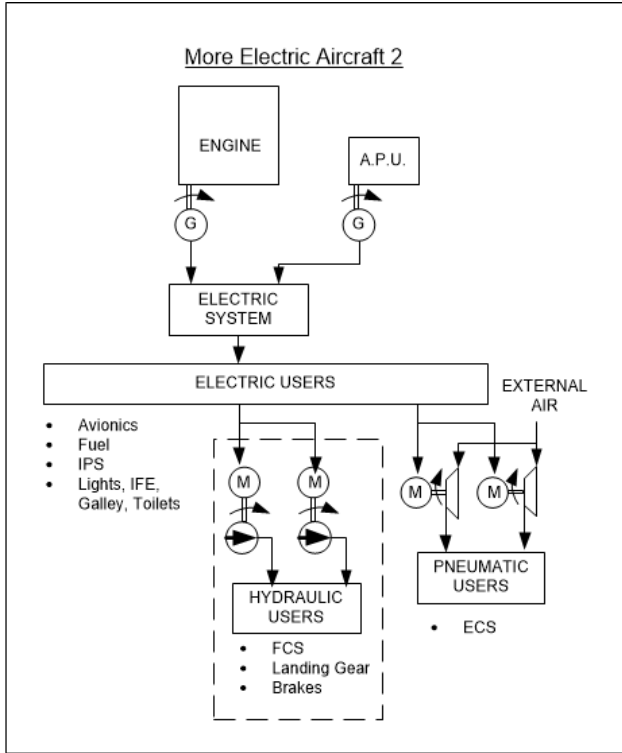 More Electric Aircraft 2
ENGINE
A.P.U.
G
G
ELECTRIC
SYSTEM
ELECTRIC USERS
EXTERNAL
AIR
• Avionics
• Fuel
• IPS
• Lights, IFE,
Galley, Toilets
M
M
M
M
HYDRAULIC
USERS
PNEUMATIC
USERS
• FCS
• Landing Gear
• Brakes
• ECS